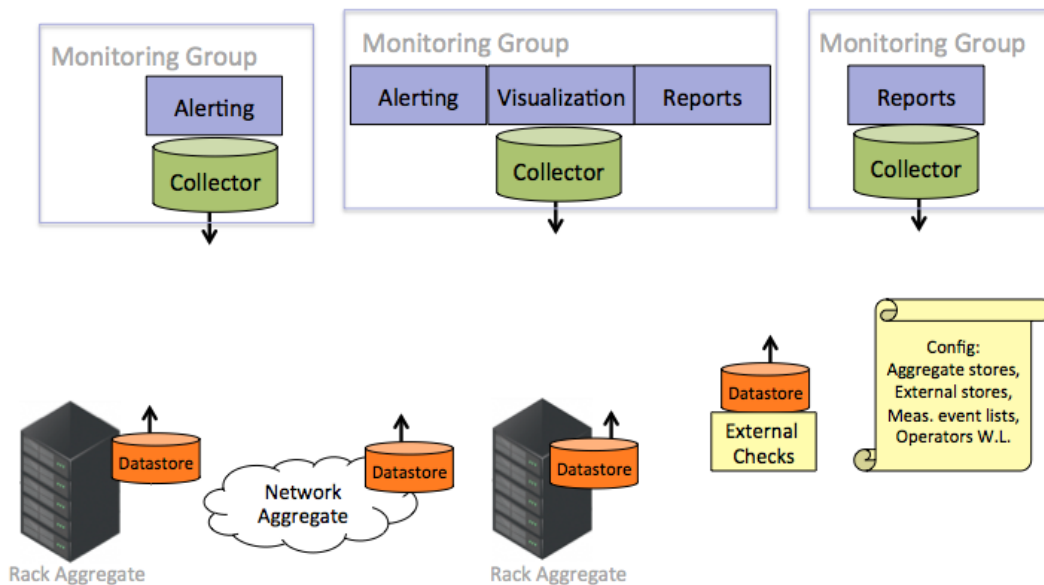 Monitoring Group
Alerting
Collector
Monitoring Group
Alerting
Visualization
Reports
Collector
Monitoring Group
Reports
Collector
Datastore
Rack Aggregate
Network
Aggregate
Datastore
Datastore
Rack Aggregate
Datastore
External
Checks
Config:
Aggregate stores,
External stores,
Meas. event lists,
Operators W.L.